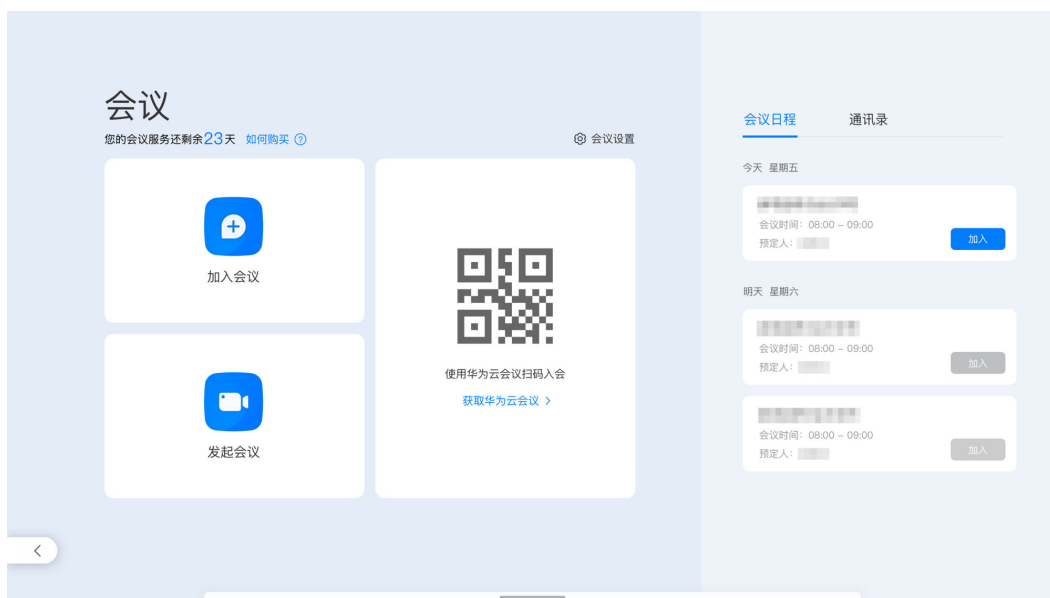 会议
您的会议服务还剩余23天 如何购买
会议设置
加入会议
发起会议
使用华为云会议扫码入会
获取华为云会议 >
会议日程 通讯录
今天 星期五
会议时间：08:00 – 09:00
预定人：
加入
明天 星期六
会议时间：08:00 – 09:00
预定人：
加入
会议时间：08:00 – 09:00
预定人：
加入